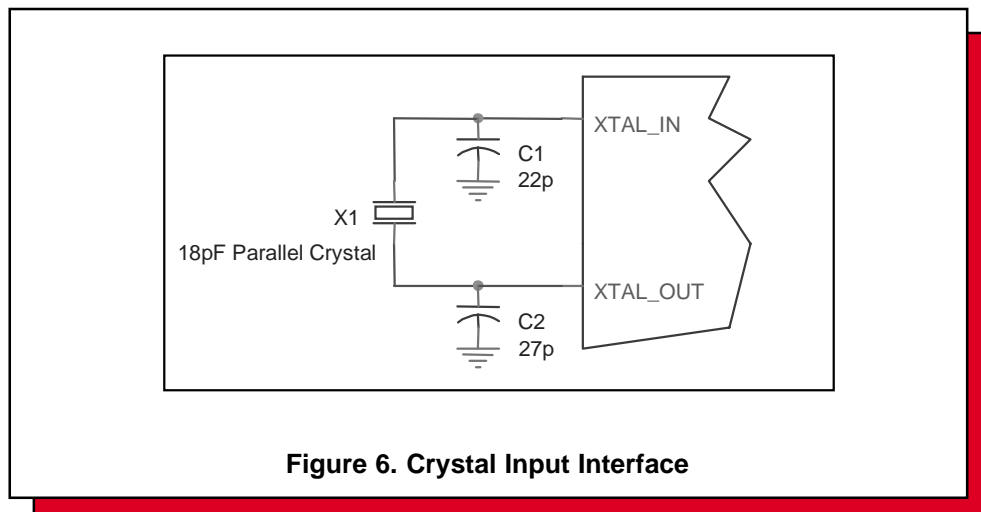 XTAL_IN
C1
22p
X1
18pF Parallel Crystal
XTAL_OUT
C2
27p
Figure 6. Crystal Input Interface